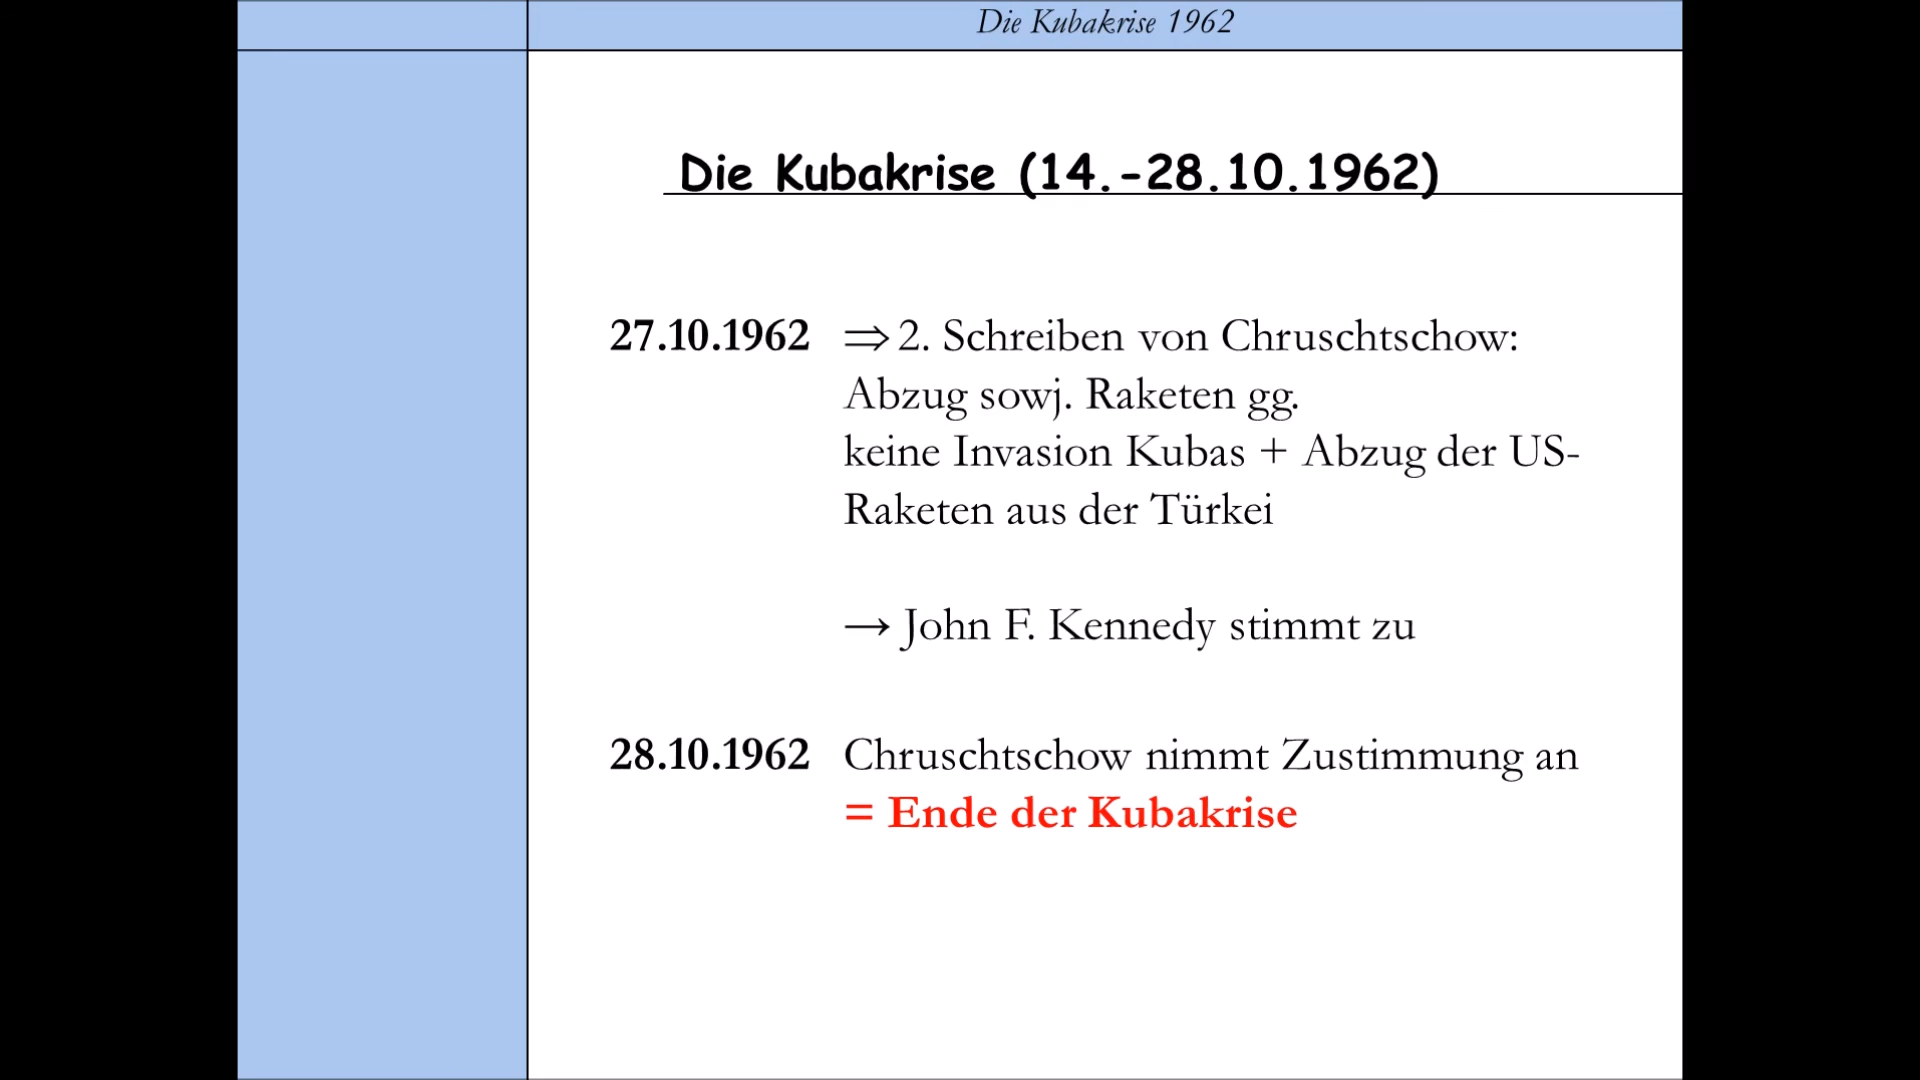 Die Kubakrise 1962
Die Kubakrise (14.-28.10.1962)
27.10.1962 ⇒ 2. Schreiben von Chruschtschow:
Abzug sowj. Raketen gg.
keine Invasion Kubas + Abzug der US-
Raketen aus der Türkei
→ John F. Kennedy stimmt zu
28.10.1962 Chruschtschow nimmt Zustimmung an
= Ende der Kubakrise